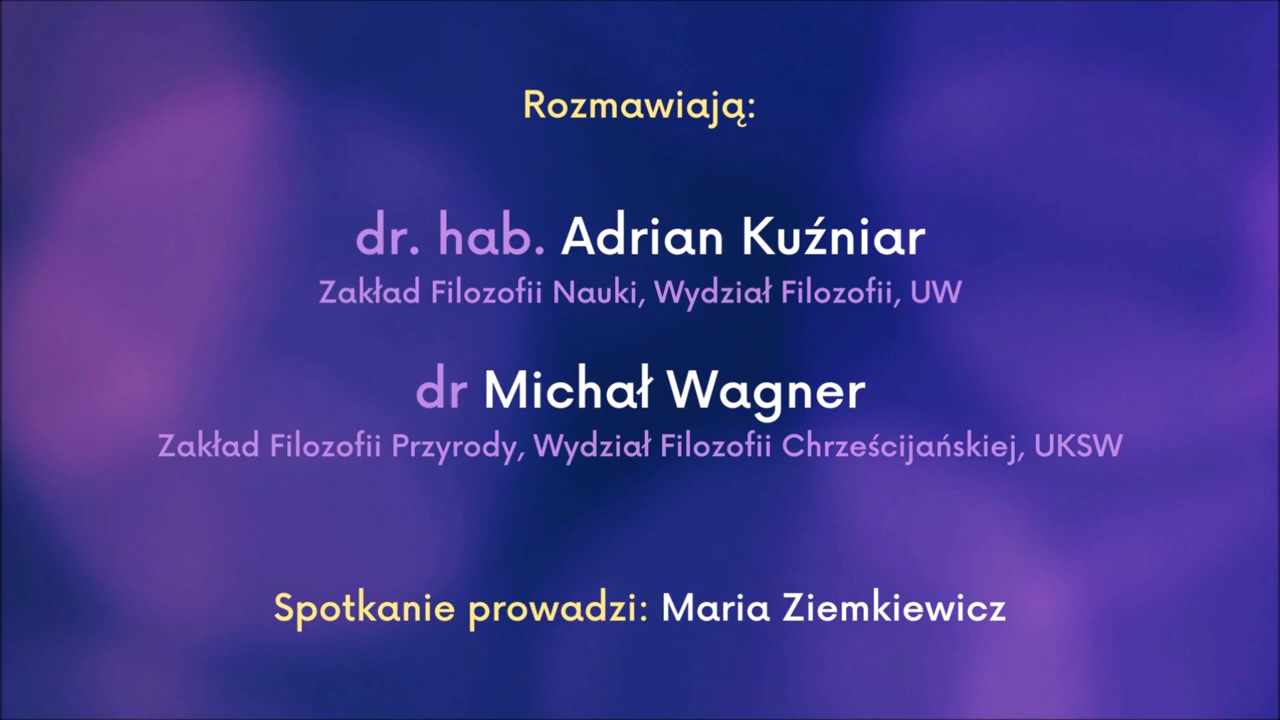 Rozmawiają:
dr. hab. Adrian Kuźniar
Zakład Filozofii Nauki, Wydział Filozofii, UW
dr Michał Wagner
Zakład Filozofii Przyrody, Wydział Filozofii Chrześcijańskiej, UKSW
Spotkanie prowadzi: Maria Ziemkiewicz